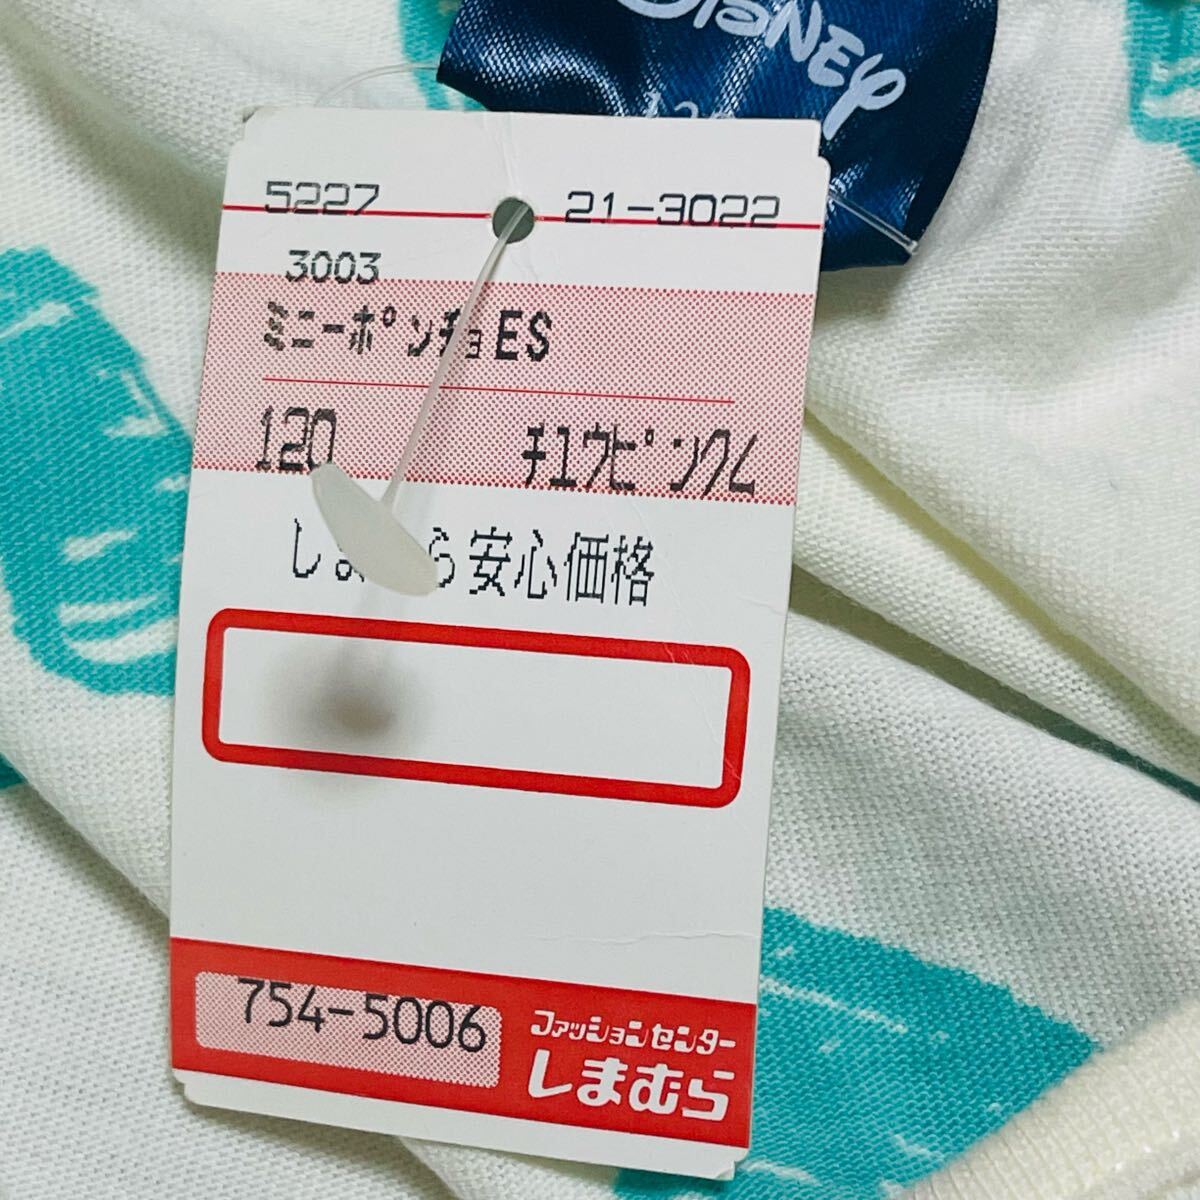 DISNEY
5227 21-3022
3003
ミニーポンチョES
120 チュウピンクム
しまむら安心価格
754-5006
ファッションセンター
しまむら